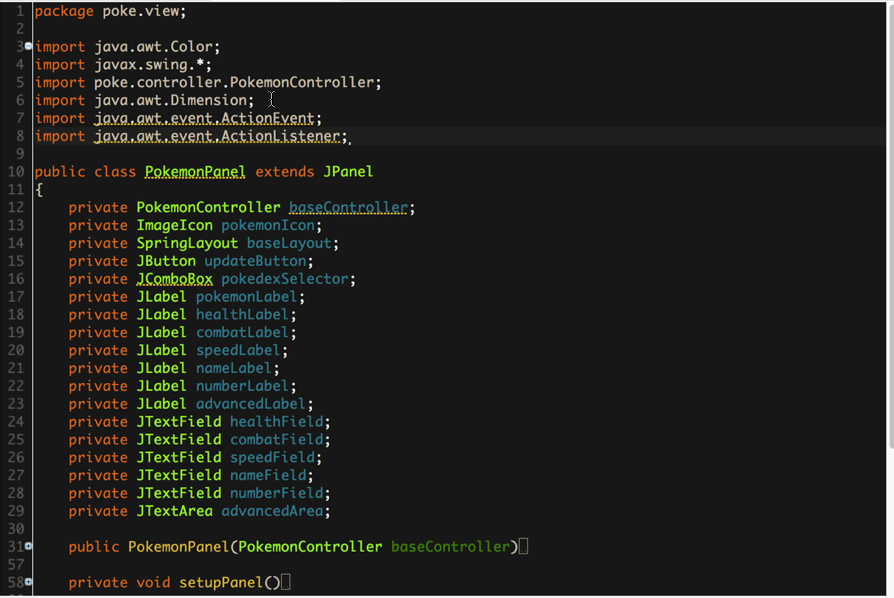 1 package poke.view;
2
3 import java.awt.Color;
4 import javax.swing.*;
5 import poke.controller.PokemonController;
6 import java.awt.Dimension;
7 import java.awt.event.ActionEvent;
8 import java.awt.event.ActionListener;
9
10 public class PokemonPanel extends JPanel
11 {
12 private PokemonController baseController;
13 private ImageIcon pokemonIcon;
14 private SpringLayout baseLayout;
15 private JButton updateButton;
16 private JComboBox pokedexSelector;
17 private JLabel pokemonLabel;
18 private JLabel healthLabel;
19 private JLabel combatLabel;
20 private JLabel speedLabel;
21 private JLabel nameLabel;
22 private JLabel numberLabel;
23 private JLabel advancedLabel;
24 private JTextField healthField;
25 private JTextField combatField;
26 private JTextField speedField;
27 private JTextField nameField;
28 private JTextField numberField;
29 private JTextArea advancedArea;
30
31 public PokemonPanel(PokemonController baseController)
57
58 private void setupPanel()